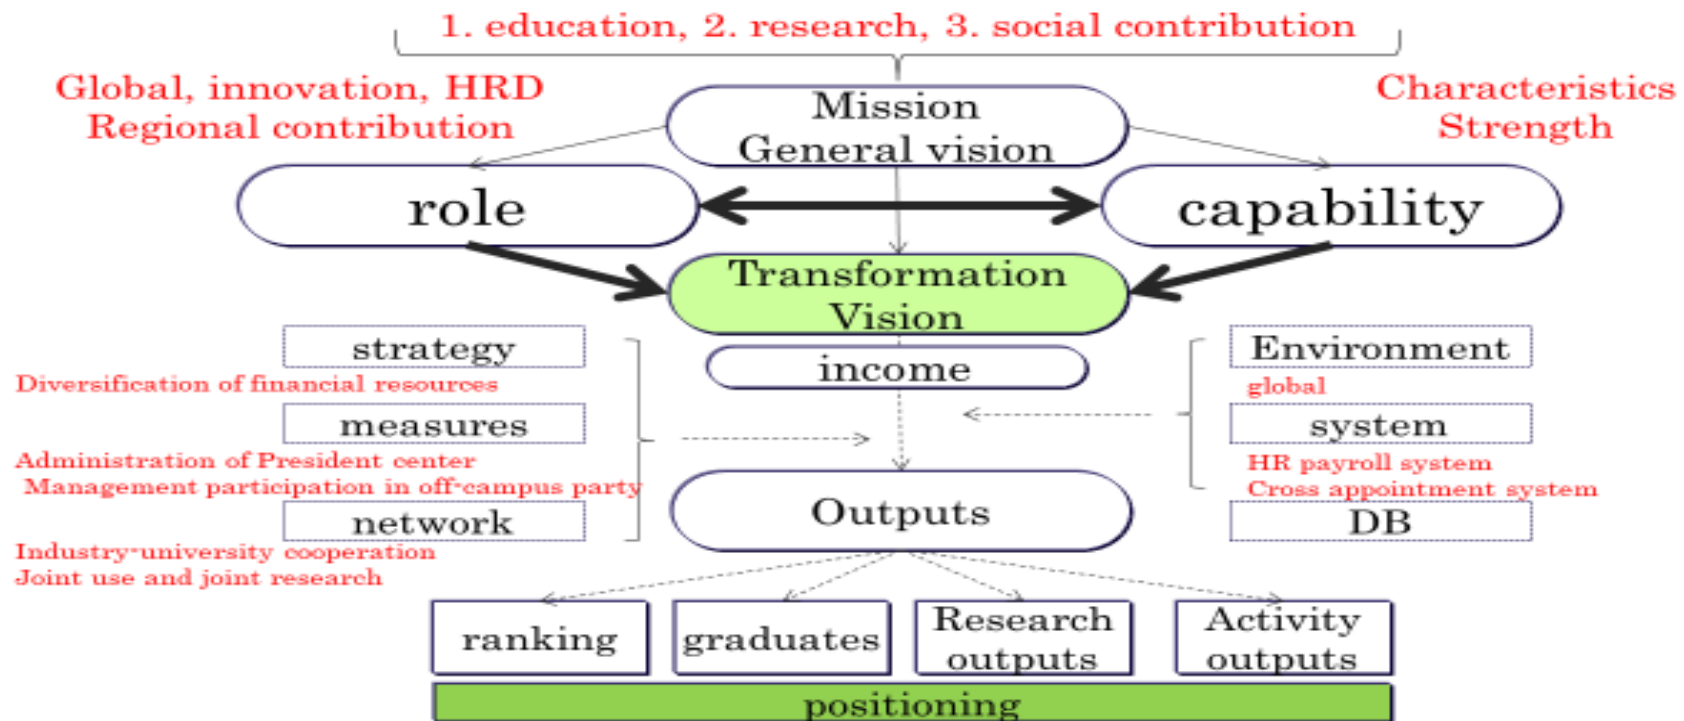 1. education, 2. research, 3. social contribution
Global, innovation, HRD
Regional contribution
Characteristics
Strength
Mission
General vision
role
capability
Transformation
Vision
strategy
Diversification of financial resources
measures
Administration of President center
Management participation in off-campus party
network
Industry-university cooperation
Joint use and joint research
income
Environment
global
system
HR payroll system
Cross appointment system
DB
Outputs
ranking
graduates
Research
outputs
Activity
outputs
positioning